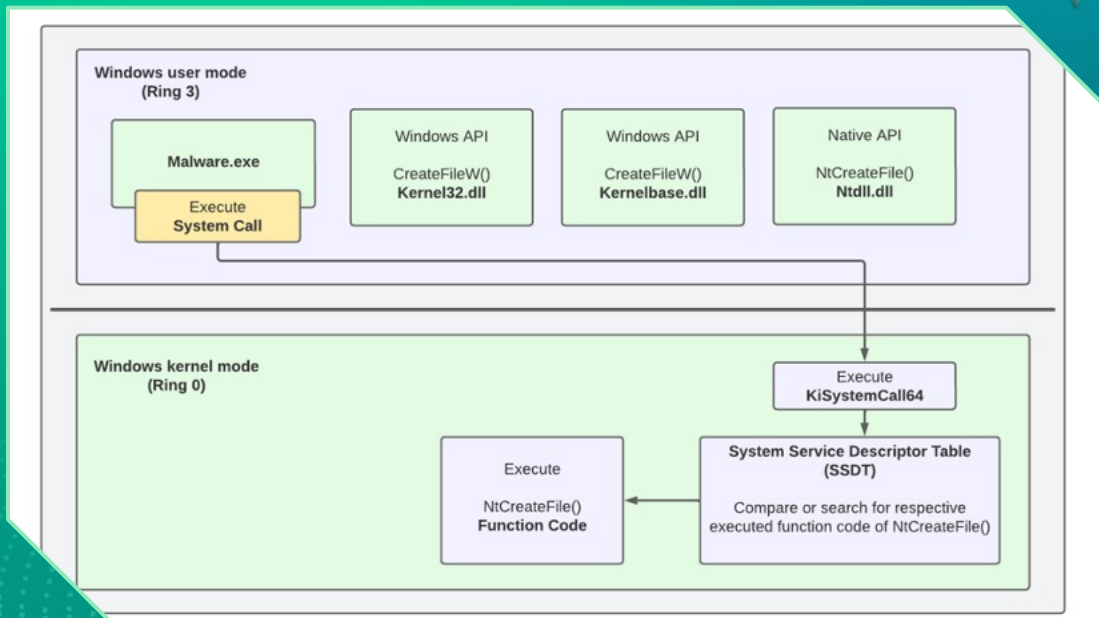 Windows user mode
(Ring 3)
Malware.exe
Execute
System Call
Windows API
CreateFileW()
Kernel32.dll
Windows API
CreateFileW()
Kernelbase.dll
Native API
NtCreateFile()
Ntdll.dll
Windows kernel mode
(Ring 0)
Execute
KiSystemCall64
System Service Descriptor Table
(SSDT)
Compare or search for respective
executed function code of NtCreateFile()
Execute
NtCreateFile()
Function Code